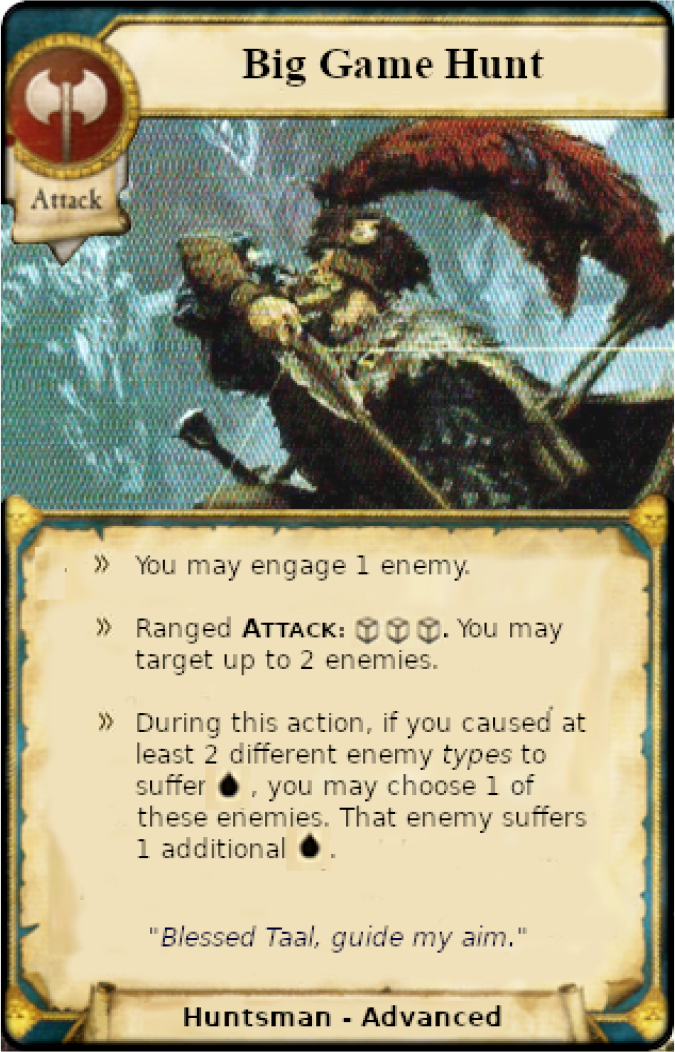 Big Game Hunt
Attack
» You may engage 1 enemy.
» Ranged ATTACK: . You may
target up to 2 enemies.
» During this action, if you caused at
least 2 different enemy types to
suffer , you may choose 1 of
these enemies. That enemy suffers
1 additional .
"Blessed Taal, guide my aim."
Huntsman - Advanced